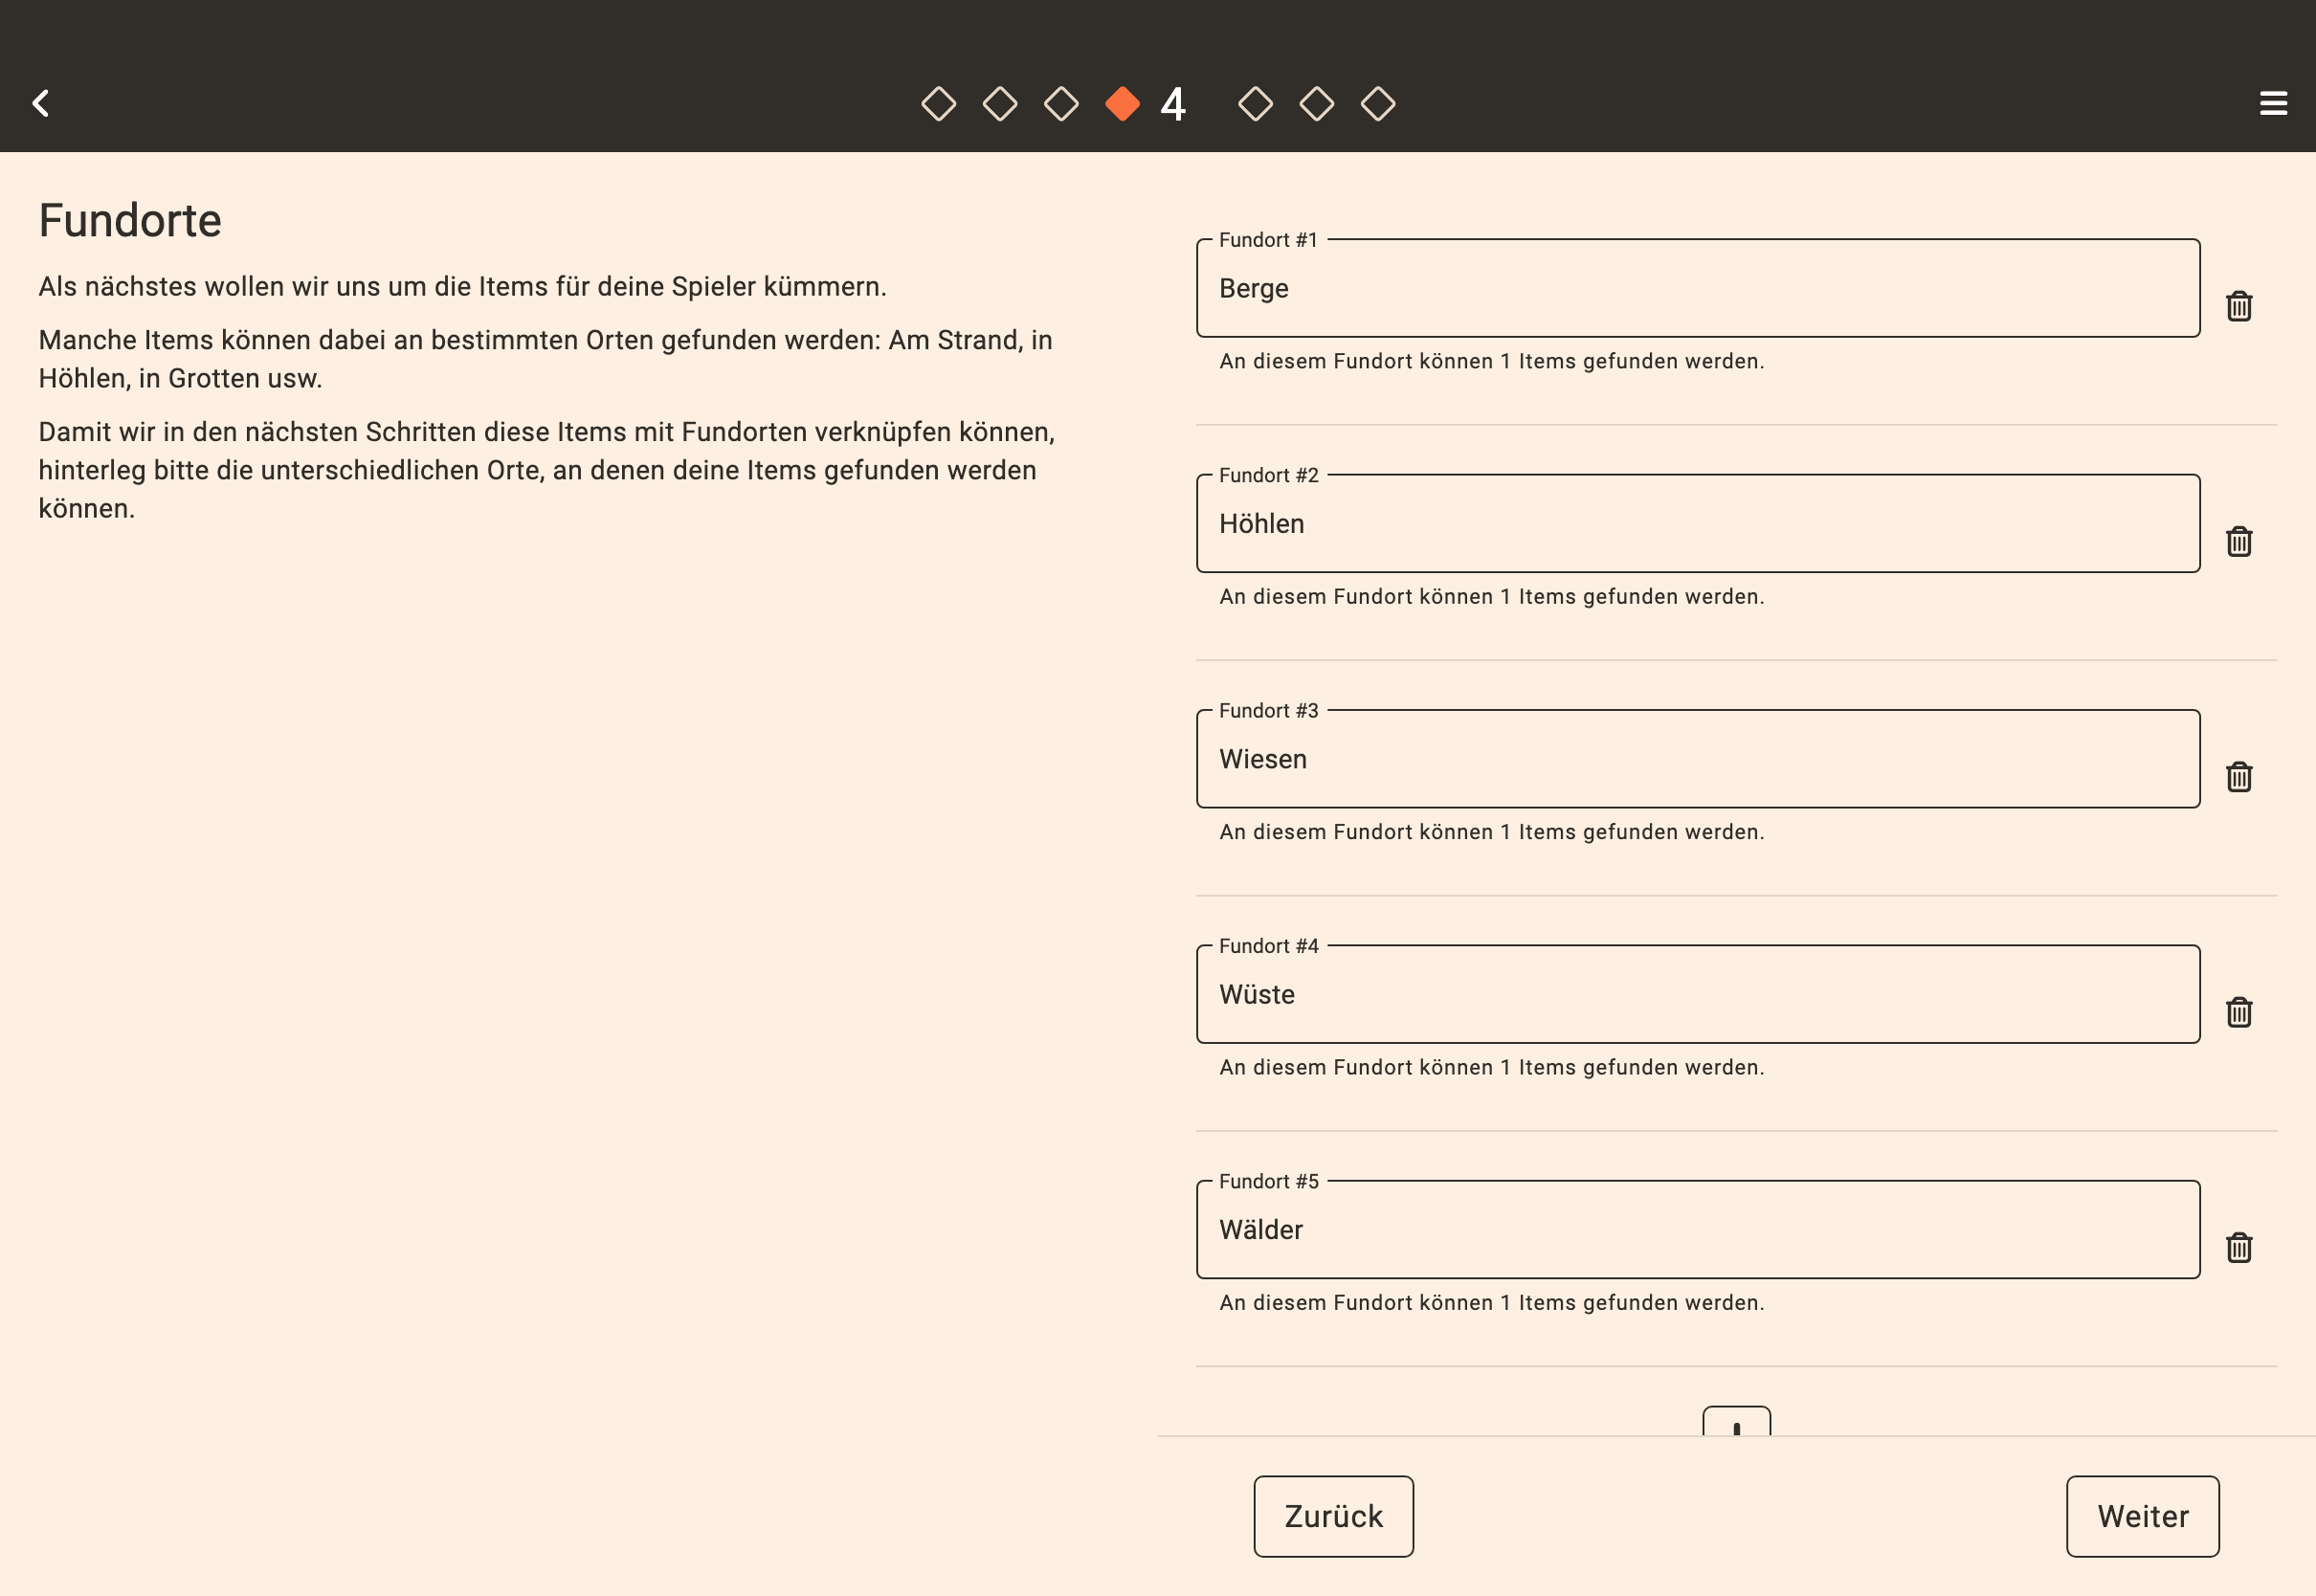 4
Fundorte
Als nächstes wollen wir uns um die Items für deine Spieler kümmern.
Manche Items können dabei an bestimmten Orten gefunden werden: Am Strand, in
Höhlen, in Grotten usw.
Damit wir in den nächsten Schritten diese Items mit Fundorten verknüpfen können,
hinterleg bitte die unterschiedlichen Orte, an denen deine Items gefunden werden
können.
Fundort #1
Berge
An diesem Fundort können 1 Items gefunden werden.
Fundort #2
Höhlen
An diesem Fundort können 1 Items gefunden werden.
Fundort #3
Wiesen
An diesem Fundort können 1 Items gefunden werden.
Fundort #4
Wüste
An diesem Fundort können 1 Items gefunden werden.
Fundort #5
Wälder
An diesem Fundort können 1 Items gefunden werden.
Zurück
Weiter